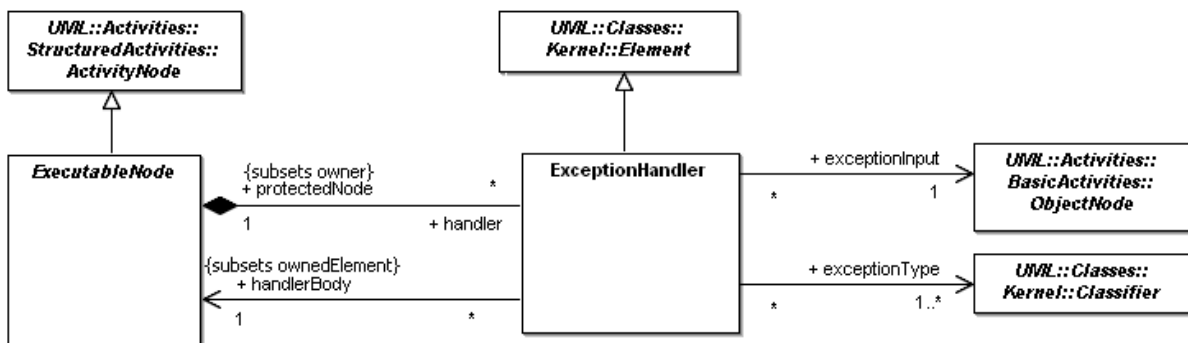 UML::Activities::
StructuredActivities::
ActivityNode
UML::Classes::
Kernel::Element
ExecutableNode
{subsets owner}
+ protectedNode
*
1
+ handler
{subsets ownedElement}
+ handlerBody
1
*
ExceptionHandler
+ exceptionInput
*
1
UML::Activities::
BasicActivities::
ObjectNode
+ exceptionType
*
1..*
UML::Classes::
Kernel::Classifier